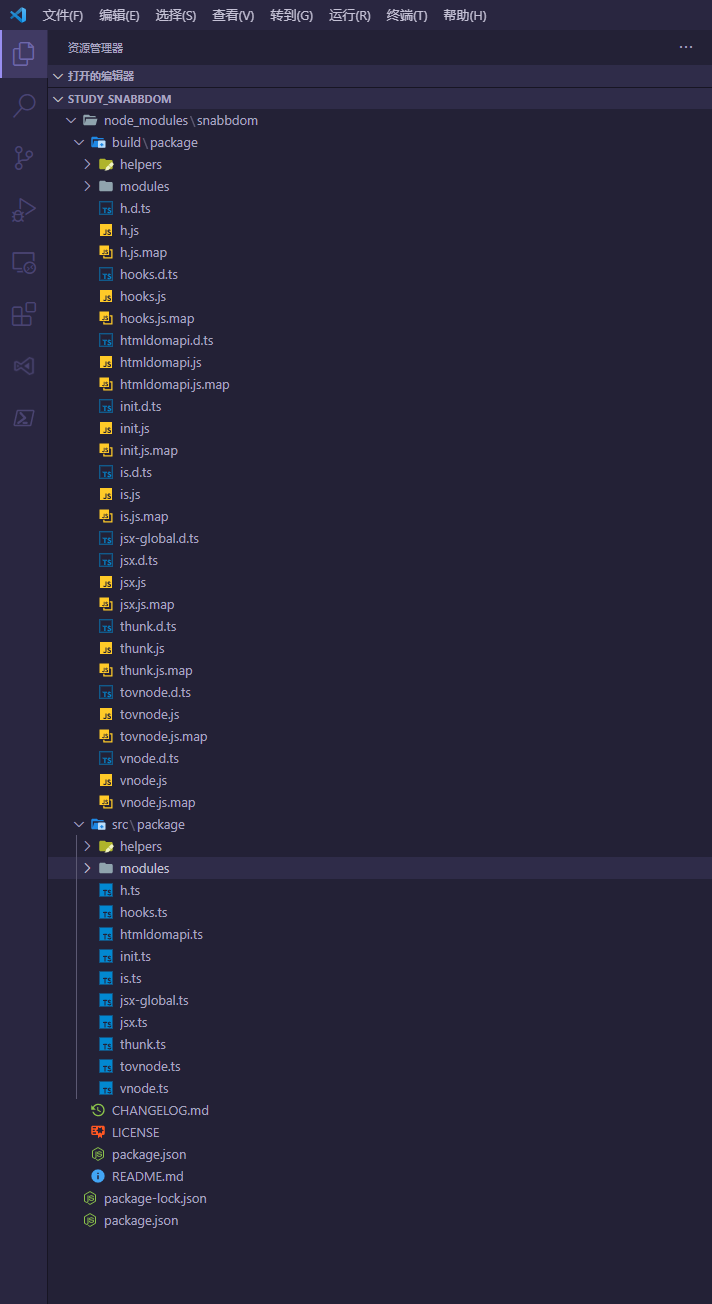 文件(F) 编辑(E) 选择(S) 查看(V) 转到(G) 运行(R) 终端(T) 帮助(H)
资源管理器
打开的编辑器
STUDY_SNABBDOM
node_modules\snabbdom
build\package
helpers
modules
h.d.ts
h.js
h.js.map
hooks.d.ts
hooks.js
hooks.js.map
htmldomapi.d.ts
htmldomapi.js
htmldomapi.js.map
init.d.ts
init.js
init.js.map
is.d.ts
is.js
is.js.map
jsx-global.d.ts
jsx.d.ts
jsx.js
jsx.js.map
thunk.d.ts
thunk.js
thunk.js.map
tovnode.d.ts
tovnode.js
tovnode.js.map
vnode.d.ts
vnode.js
vnode.js.map
src\package
helpers
modules
h.ts
hooks.ts
htmldomapi.ts
init.ts
is.ts
jsx-global.ts
jsx.ts
thunk.ts
tovnode.ts
vnode.ts
CHANGELOG.md
LICENSE
package.json
README.md
package-lock.json
package.json